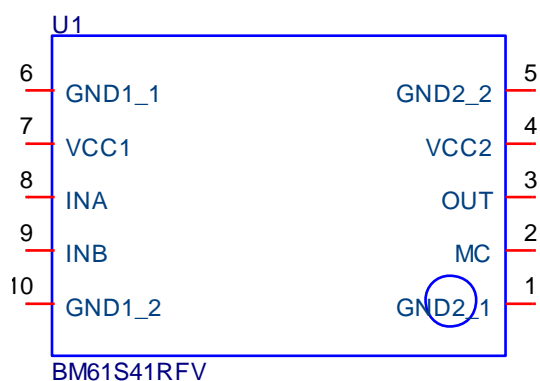 U1
6 GND1_1 GND2_2 5
7 VCC1 VCC2 4
8 INA OUT 3
9 INB MC 2
10 GND1_2 GND2_1 1
BM61S41RFV